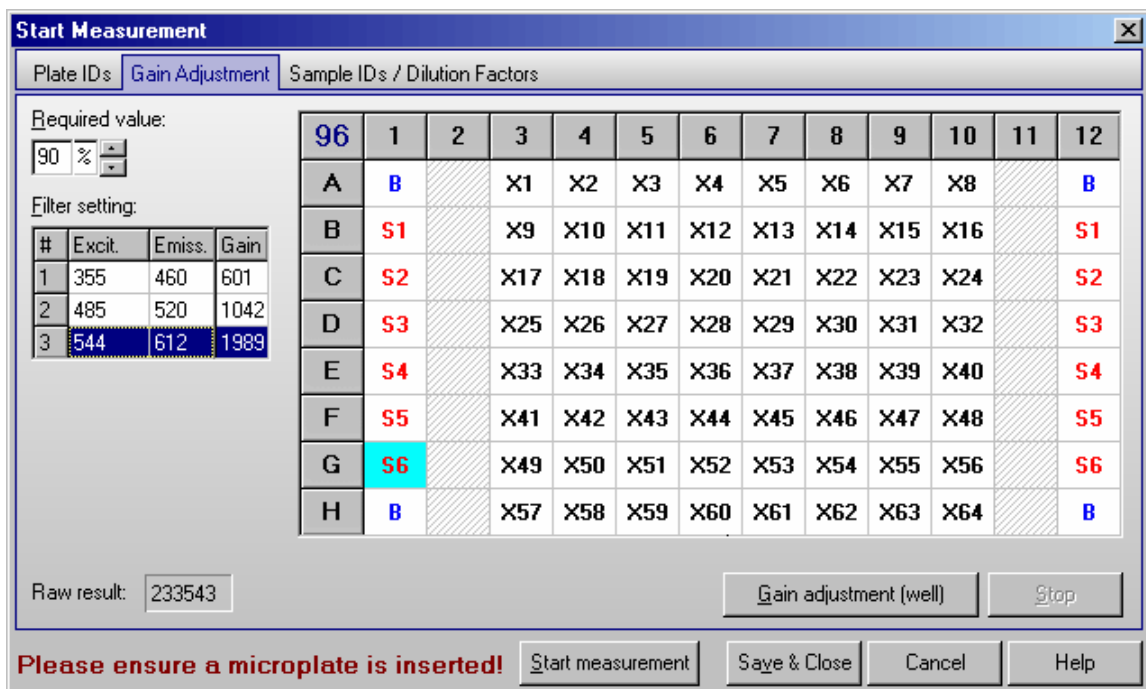 Start Measurement
Plate IDs Gain Adjustment Sample IDs / Dilution Factors
Required value:
90 %
Filter setting:
# Excit. Emiss. Gain
1 355 460 601
2 485 520 1042
3 544 612 1989
96 1 2 3 4 5 6 7 8 9 10 11 12
A B X1 X2 X3 X4 X5 X6 X7 X8 B
B S1 X9 X10 X11 X12 X13 X14 X15 X16 S1
C S2 X17 X18 X19 X20 X21 X22 X23 X24 S2
D S3 X25 X26 X27 X28 X29 X30 X31 X32 S3
E S4 X33 X34 X35 X36 X37 X38 X39 X40 S4
F S5 X41 X42 X43 X44 X45 X46 X47 X48 S5
G S6 X49 X50 X51 X52 X53 X54 X55 X56 S6
H B X57 X58 X59 X60 X61 X62 X63 X64 B
Raw result: 233543 Gain adjustment (well) Stop
Please ensure a microplate is inserted! Start measurement Save & Close Cancel Help